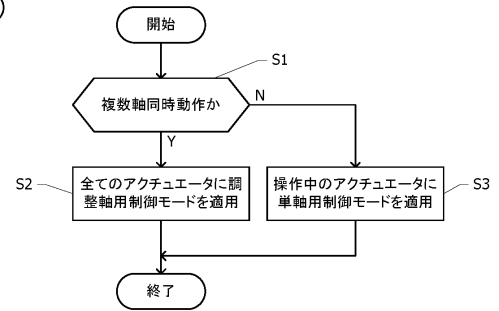 開始
S1
複数軸同時動作か
N
Y
S2
全てのアクチュエータに調
整軸用制御モードを適用
操作中のアクチュエータに
単軸用制御モードを適用
S3
終了